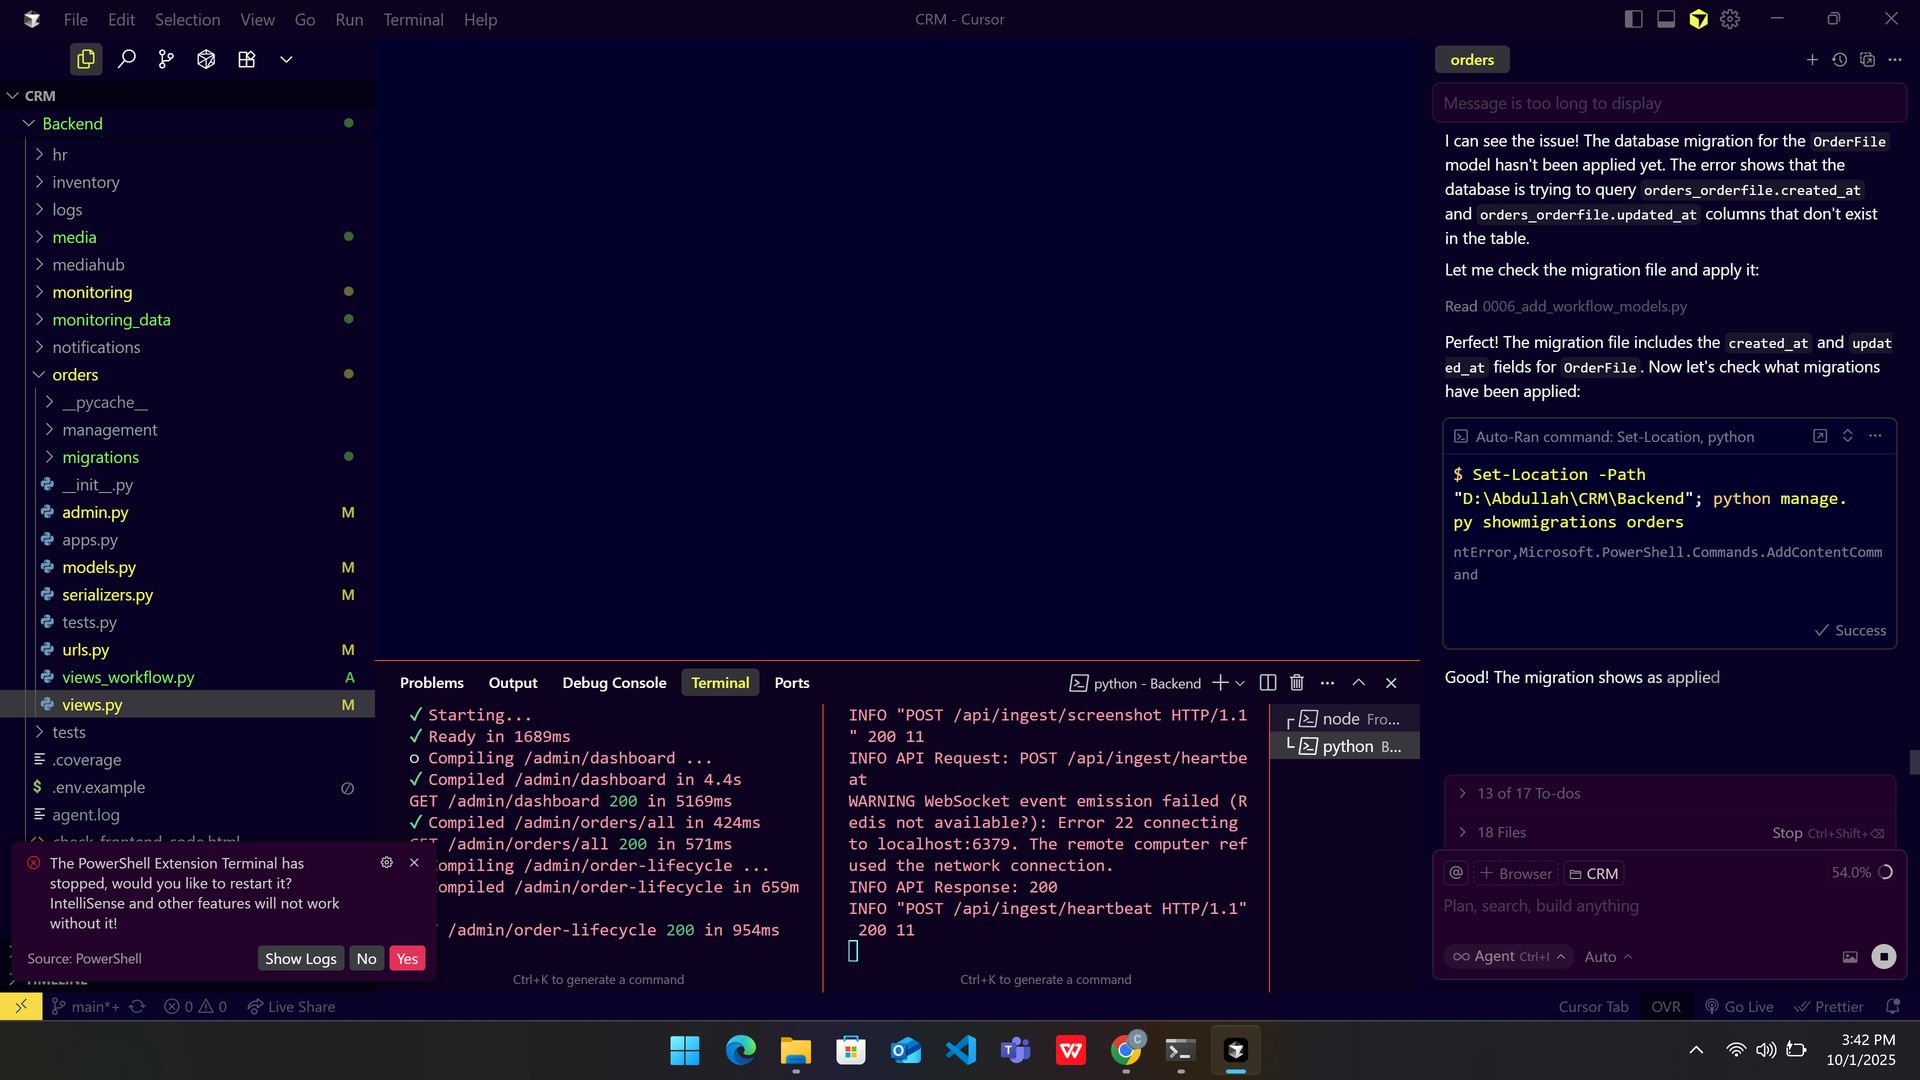 File Edit Selection View Go Run Terminal Help
CRM - Cursor
CRM
Backend
hr
inventory
logs
media
mediahub
monitoring
monitoring_data
notifications
orders
__pycache__
management
migrations
__init__.py
admin.py M
apps.py
models.py M
serializers.py M
tests.py
urls.py M
views_workflow.py A
views.py M
tests
.coverage
.env.example
agent.log
check_frontend_code.html
TIMELINE
The PowerShell Extension Terminal has
stopped, would you like to restart it?
IntelliSense and other features will not work
without it!
Source: PowerShell
Show Logs No Yes
Problems Output Debug Console Terminal Ports
python - Backend
✓ Starting...
✓ Ready in 1689ms
○ Compiling /admin/dashboard ...
✓ Compiled /admin/dashboard in 4.4s
GET /admin/dashboard 200 in 5169ms
✓ Compiled /admin/orders/all in 424ms
GET /admin/orders/all 200 in 571ms
ompiling /admin/order-lifecycle ...
ompiled /admin/order-lifecycle in 659m
/admin/order-lifecycle 200 in 954ms
Ctrl+K to generate a command
INFO "POST /api/ingest/screenshot HTTP/1.1
" 200 11
INFO API Request: POST /api/ingest/heartbe
at
WARNING WebSocket event emission failed (R
edis not available?): Error 22 connecting
to localhost:6379. The remote computer ref
used the network connection.
INFO API Response: 200
INFO "POST /api/ingest/heartbeat HTTP/1.1"
200 11
Ctrl+K to generate a command
node Fro...
python B...
orders
Message is too long to display
I can see the issue! The database migration for the OrderFile
model hasn't been applied yet. The error shows that the
database is trying to query orders_orderfile.created_at
and orders_orderfile.updated_at columns that don't exist
in the table.
Let me check the migration file and apply it:
Read 0006_add_workflow_models.py
Perfect! The migration file includes the created_at and updat
ed_at fields for OrderFile. Now let's check what migrations
have been applied:
Auto-Ran command: Set-Location, python
$ Set-Location -Path
"D:\Abdullah\CRM\Backend"; python manage.
py showmigrations orders
ntError,Microsoft.PowerShell.Commands.AddContentComm
and
Success
Good! The migration shows as applied
13 of 17 To-dos
18 Files
Stop Ctrl+Shift+⌫
@ + Browser CRM
54.0%
Plan, search, build anything
∞ Agent Ctrl+I
Auto
main*+
0 0
Live Share
Cursor Tab
OVR
Go Live
Prettier
3:42 PM
10/1/2025